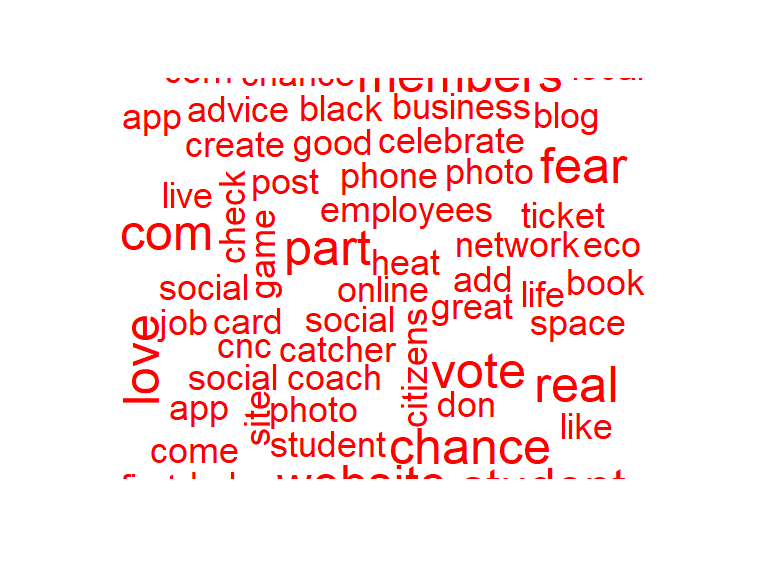 com chance members local
app advice black business blog
create good celebrate
live check post phone photo fear
employees ticket
com game part heat network eco
social online add life book
great
love job card social space
cnc catcher citizens
social coach vote real
app site photo don
like
come student chance
website student